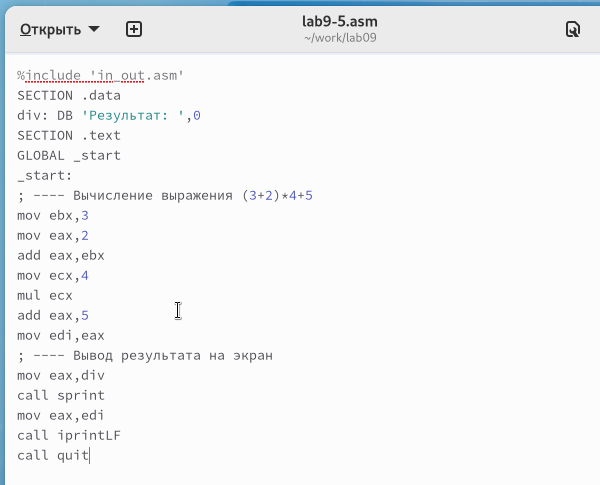 Открыть
lab9-5.asm
~/work/lab09
%include 'in_out.asm'
SECTION .data
div: DB 'Результат: ',0
SECTION .text
GLOBAL _start
_start:
; ---- Вычисление выражения (3+2)*4+5
mov ebx,3
mov eax,2
add eax,ebx
mov ecx,4
mul ecx
add eax,5
mov edi,eax
; ---- Вывод результата на экран
mov eax,div
call sprint
mov eax,edi
call iprintLF
call quit